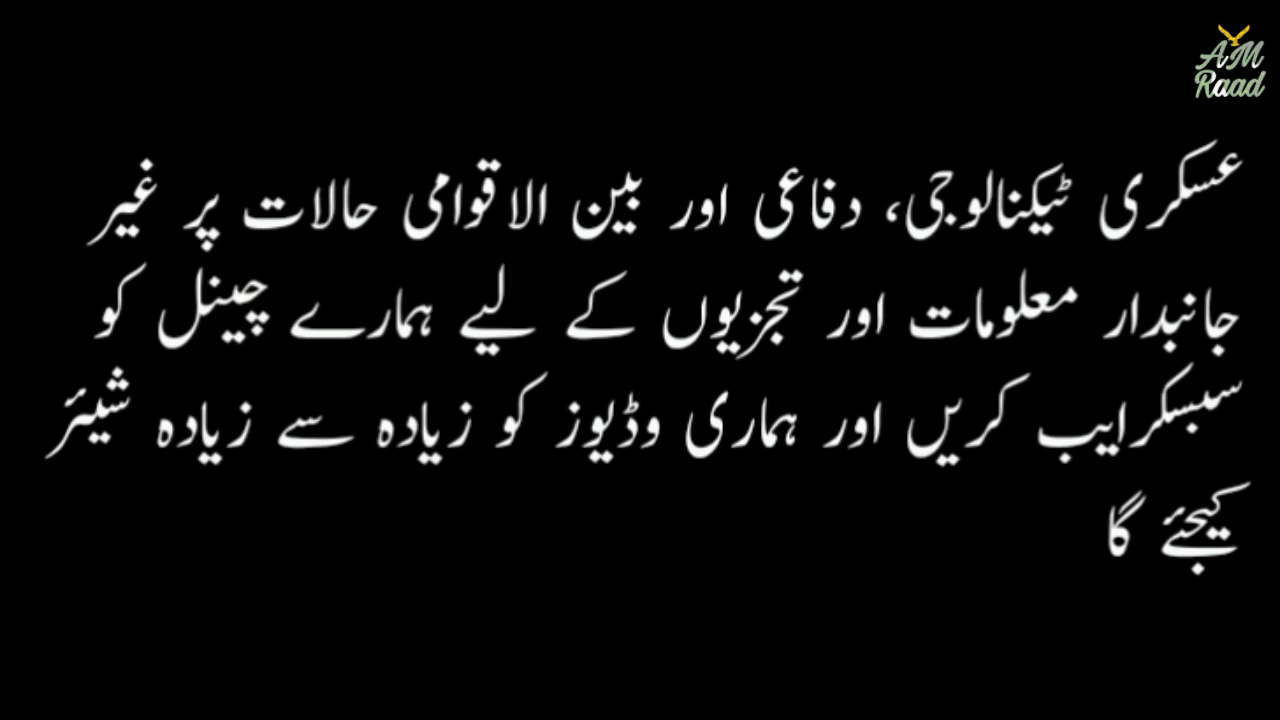 AM
Raad
عسکری ٹیکنالوجی، دفاعی اور بین الاقوامی حالات پر غیر
جانبدار معلومات اور تجزیوں کے لیے ہمارے چینل کو
سبسکرایب کریں اور ہماری وڈیوز کو زیادہ سے زیادہ شیئر
کیجئے گا